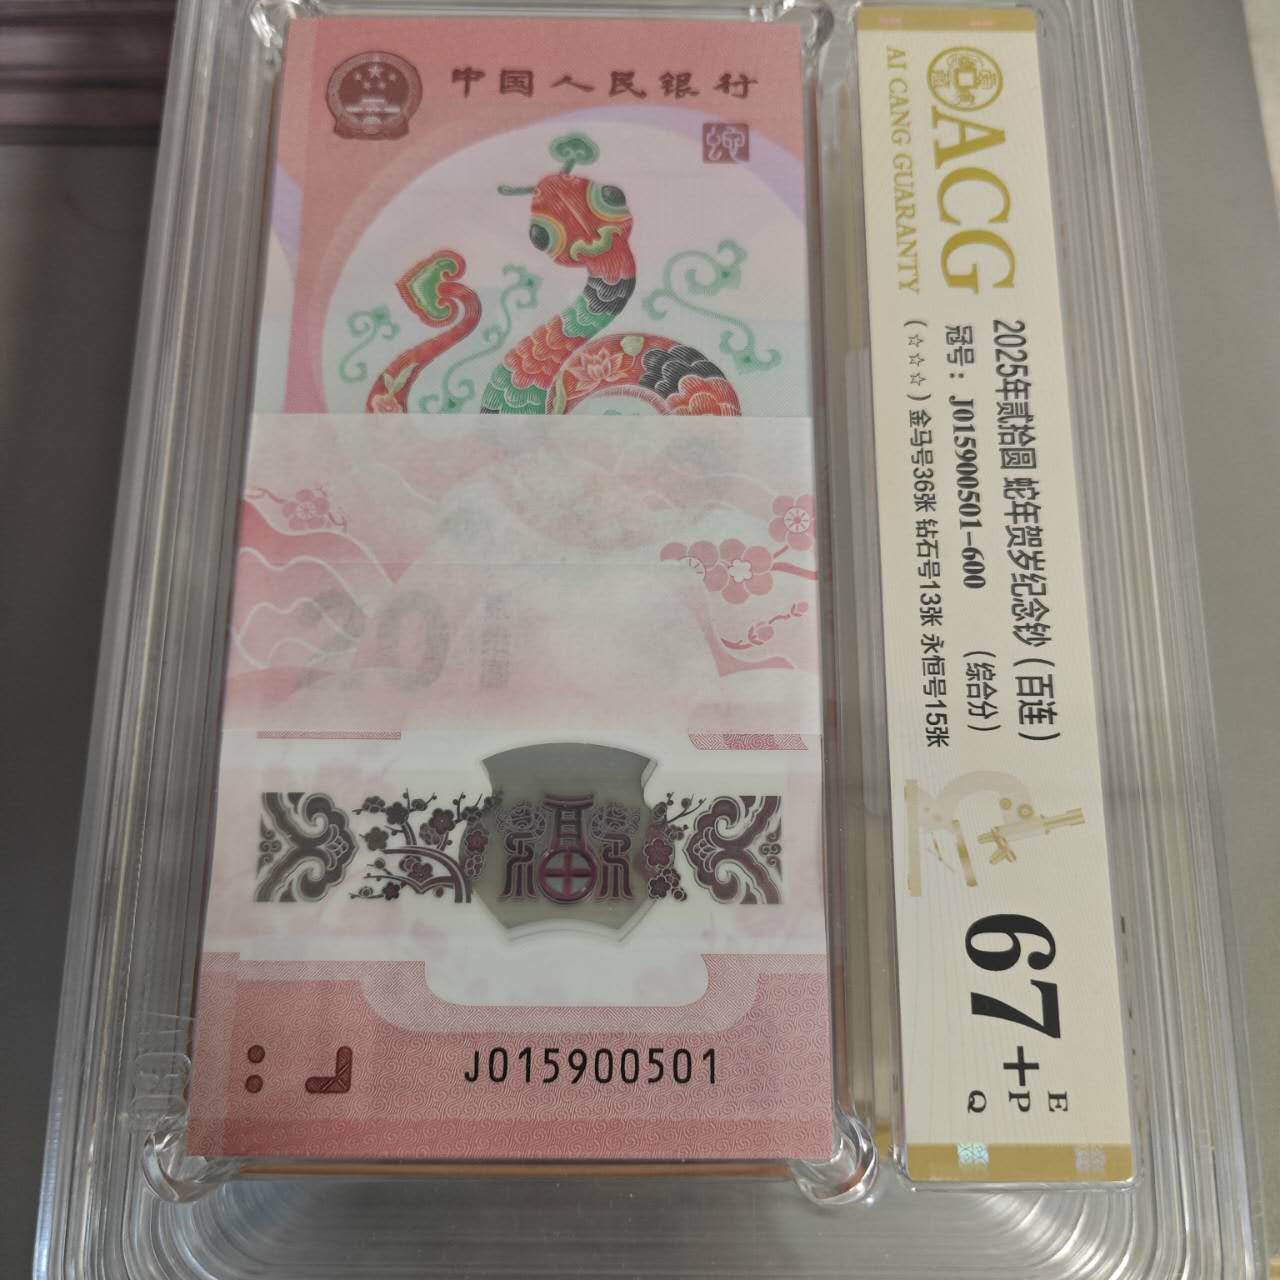 中国人民银行
J015900501
ACG
AI CANG GUARANTY
2025年贰拾圆 蛇年贺岁纪念钞（百连）
冠号：J015900501-600 （综合分）
（☆☆☆）金马号36张 钻石号13张 永恒号15张
67+
E
P
Q